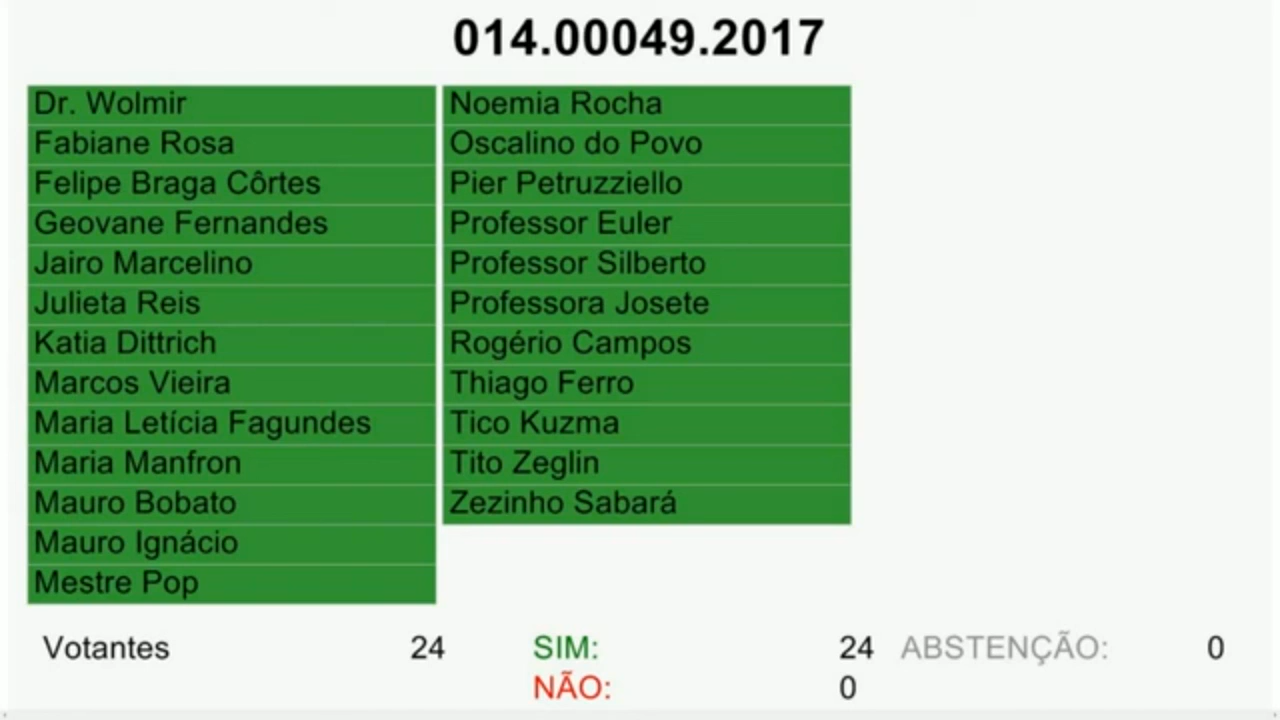 014.00049.2017
Dr. Wolmir
Fabiane Rosa
Felipe Braga Côrtes
Geovane Fernandes
Jairo Marcelino
Julieta Reis
Katia Dittrich
Marcos Vieira
Maria Letícia Fagundes
Maria Manfron
Mauro Bobato
Mauro Ignácio
Mestre Pop
Noemia Rocha
Oscalino do Povo
Pier Petruzziello
Professor Euler
Professor Silberto
Professora Josete
Rogério Campos
Thiago Ferro
Tico Kuzma
Tito Zeglin
Zezinho Sabará
Votantes 24 SIM: 24 ABSTENÇÃO: 0
NÃO: 0